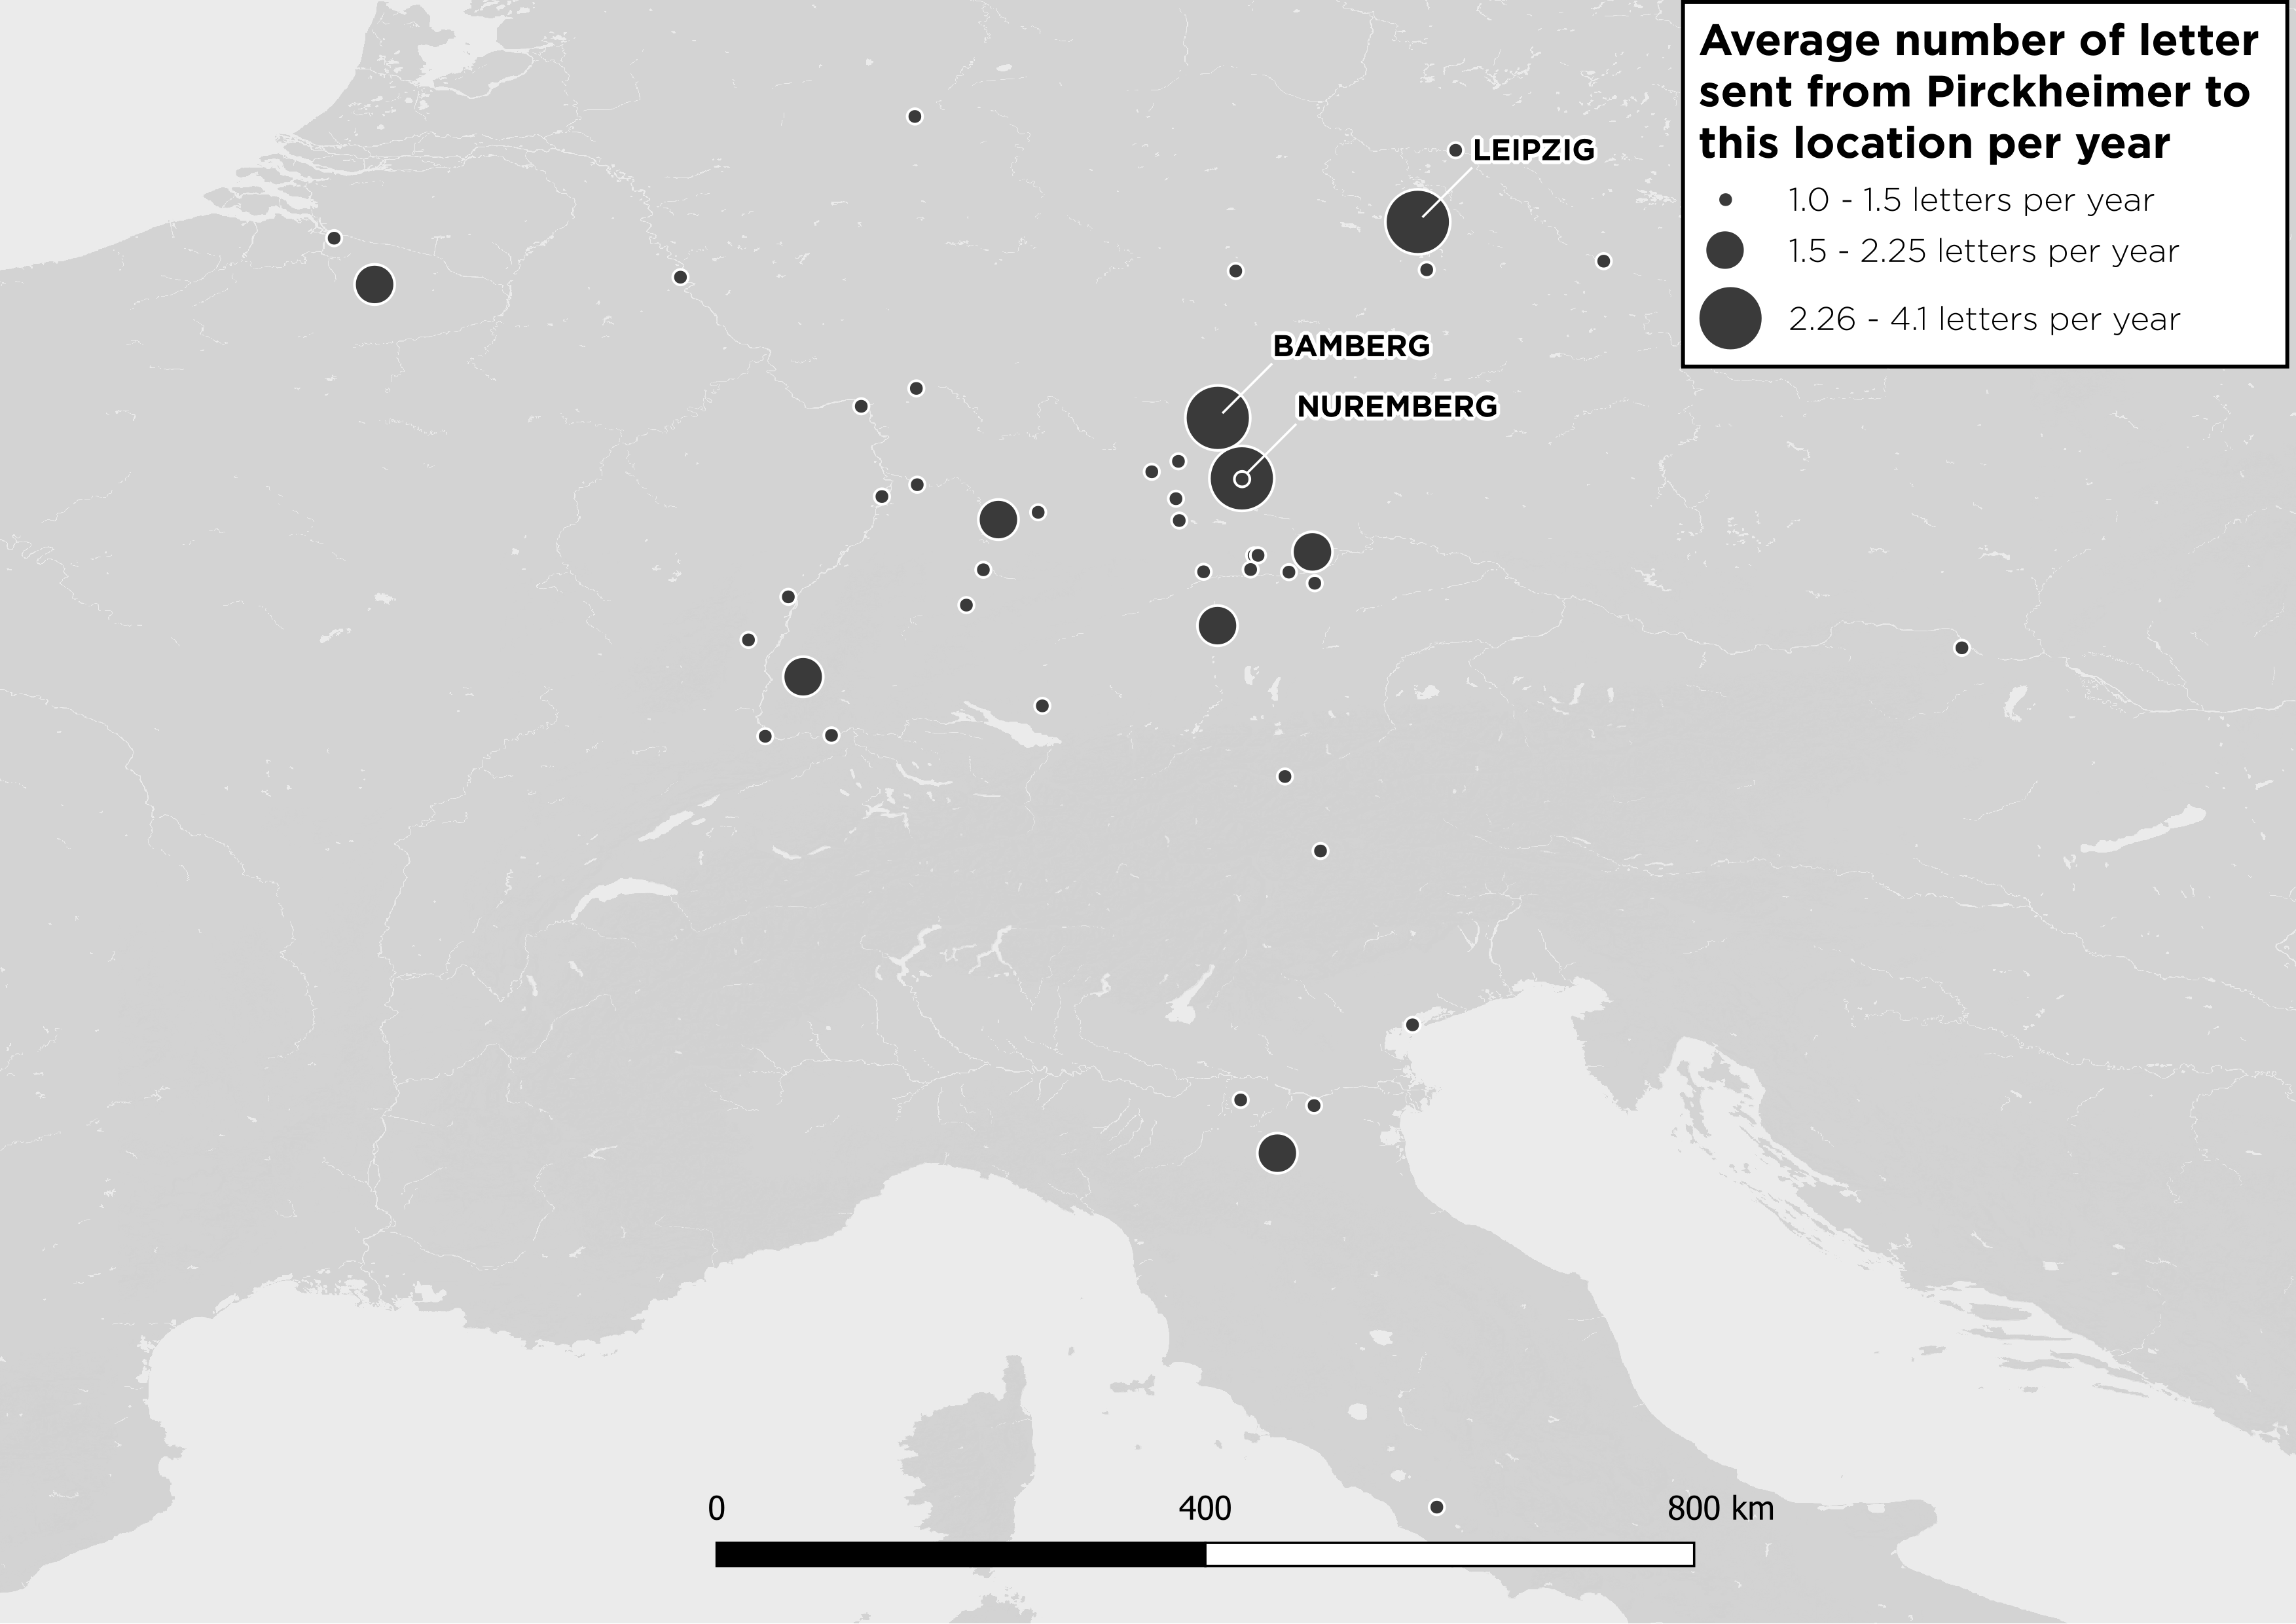 Average number of letter
sent from Pirckheimer to
this location per year
1.0 - 1.5 letters per year
1.5 - 2.25 letters per year
2.26 - 4.1 letters per year
LEIPZIG
BAMBERG
NUREMBERG
0 400 800 km